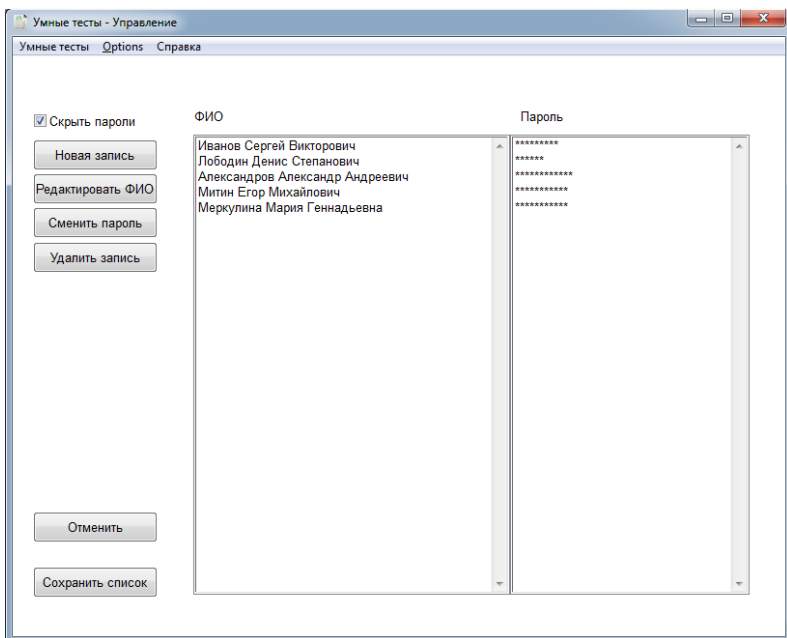 Умные тесты - Управление
Умные тесты Options Справка
Скрыть пароли
ФИО
Пароль
Новая запись
Редактировать ФИО
Сменить пароль
Удалить запись
Иванов Сергей Викторович
*********
Лободин Денис Степанович
******
Александров Александр Андреевич
************
Митин Егор Михайлович
***********
Меркулина Мария Геннадьевна
***********
Отменить
Сохранить список